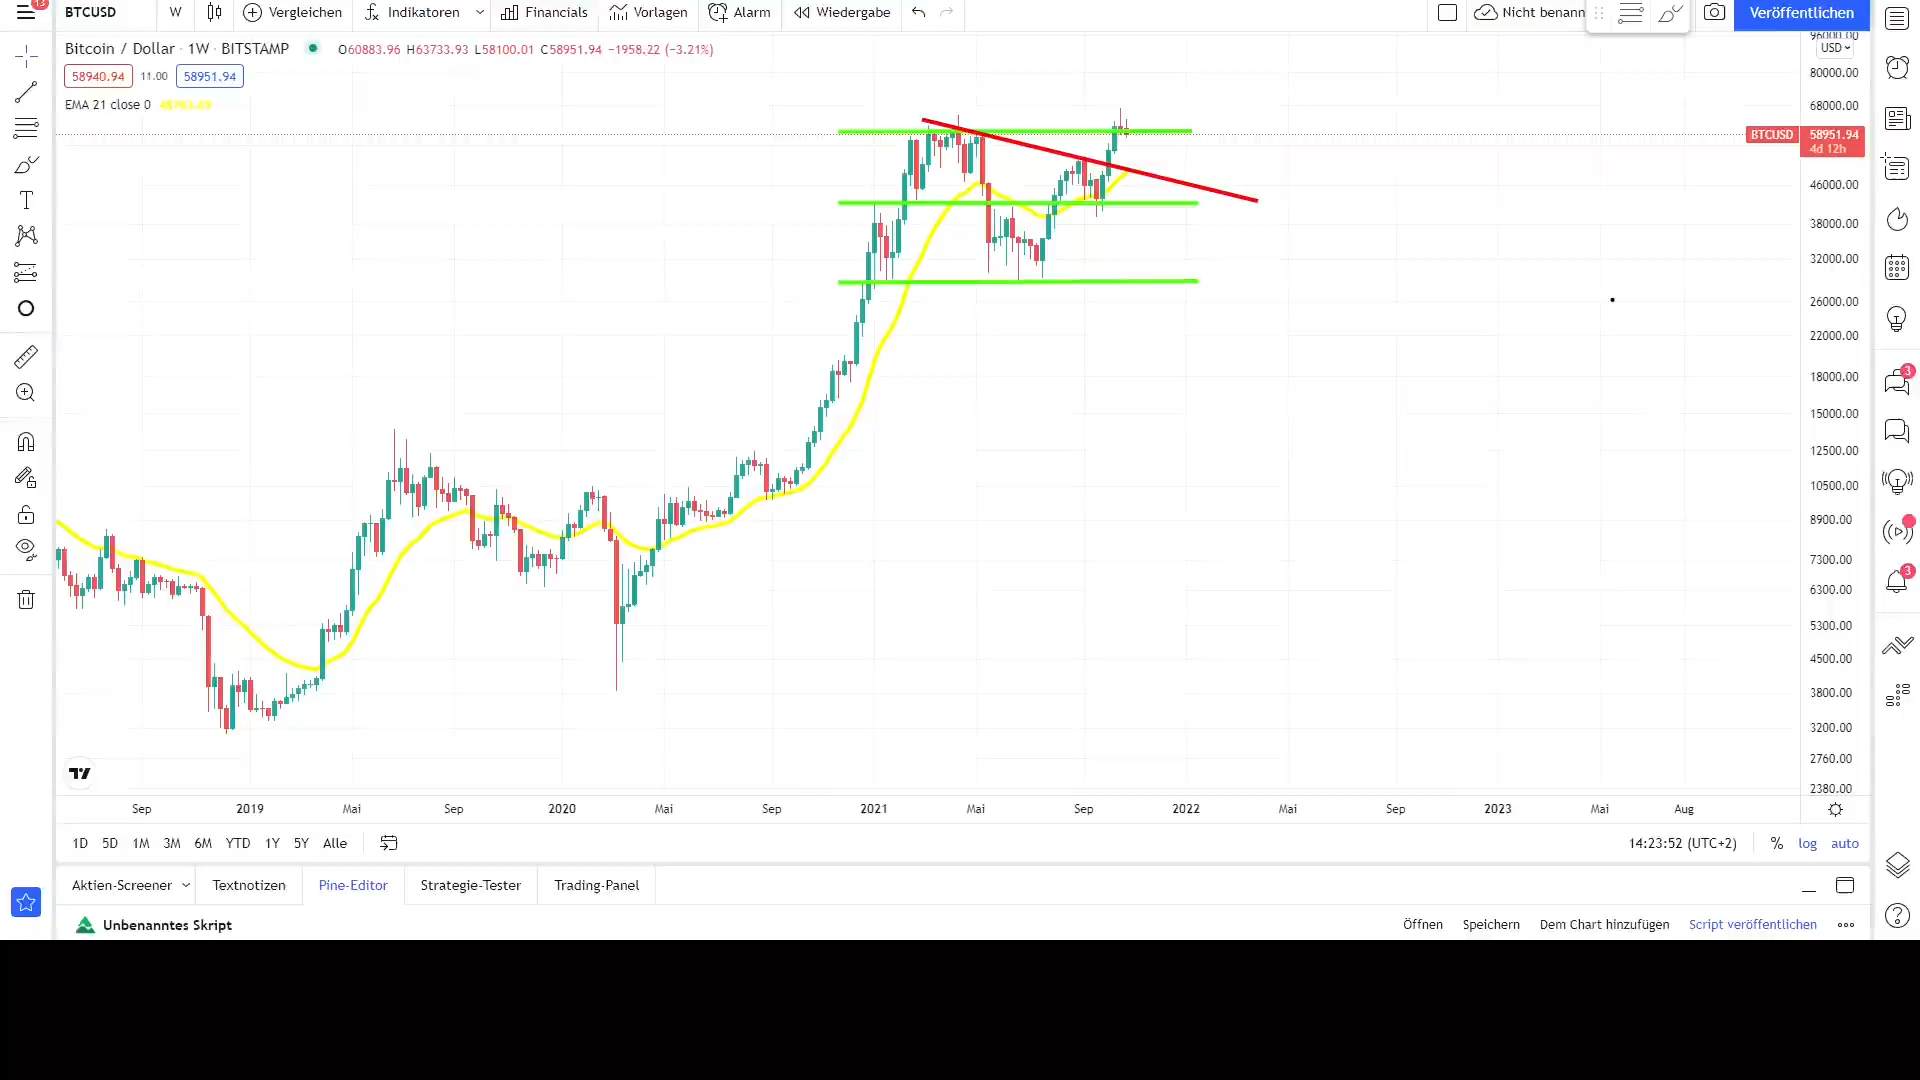 13
BTCUSD W Vergleichen Indikatoren Financials Vorlagen Alarm Wiedergabe Nicht benann Veröffentlichen
Bitcoin / Dollar · 1W · BITSTAMP O60883.96 H63733.93 L58100.01 C58951.94 −1958.22 (−3.21%)
58940.94 11.00 58951.94
EMA 21 close 0
96000.00
USD
80000.00
68000.00
BTCUSD 58951.94
4d 12h
46000.00
38000.00
32000.00
26000.00
22000.00
18000.00
15000.00
12500.00
10500.00
8900.00
7300.00
6300.00
5300.00
4500.00
3800.00
3200.00
2760.00
2380.00
3
3
Sep 2019 Mai Sep 2020 Mai Sep 2021 Mai Sep 2022 Mai Sep 2023 Mai Aug
1D 5D 1M 3M 6M YTD 1Y 5Y Alle 14:23:52 (UTC+2) % log auto
Aktien-Screener Textnotizen Pine-Editor Strategie-Tester Trading-Panel
Unbenanntes Skript Öffnen Speichern Dem Chart hinzufügen Script veröffentlichen